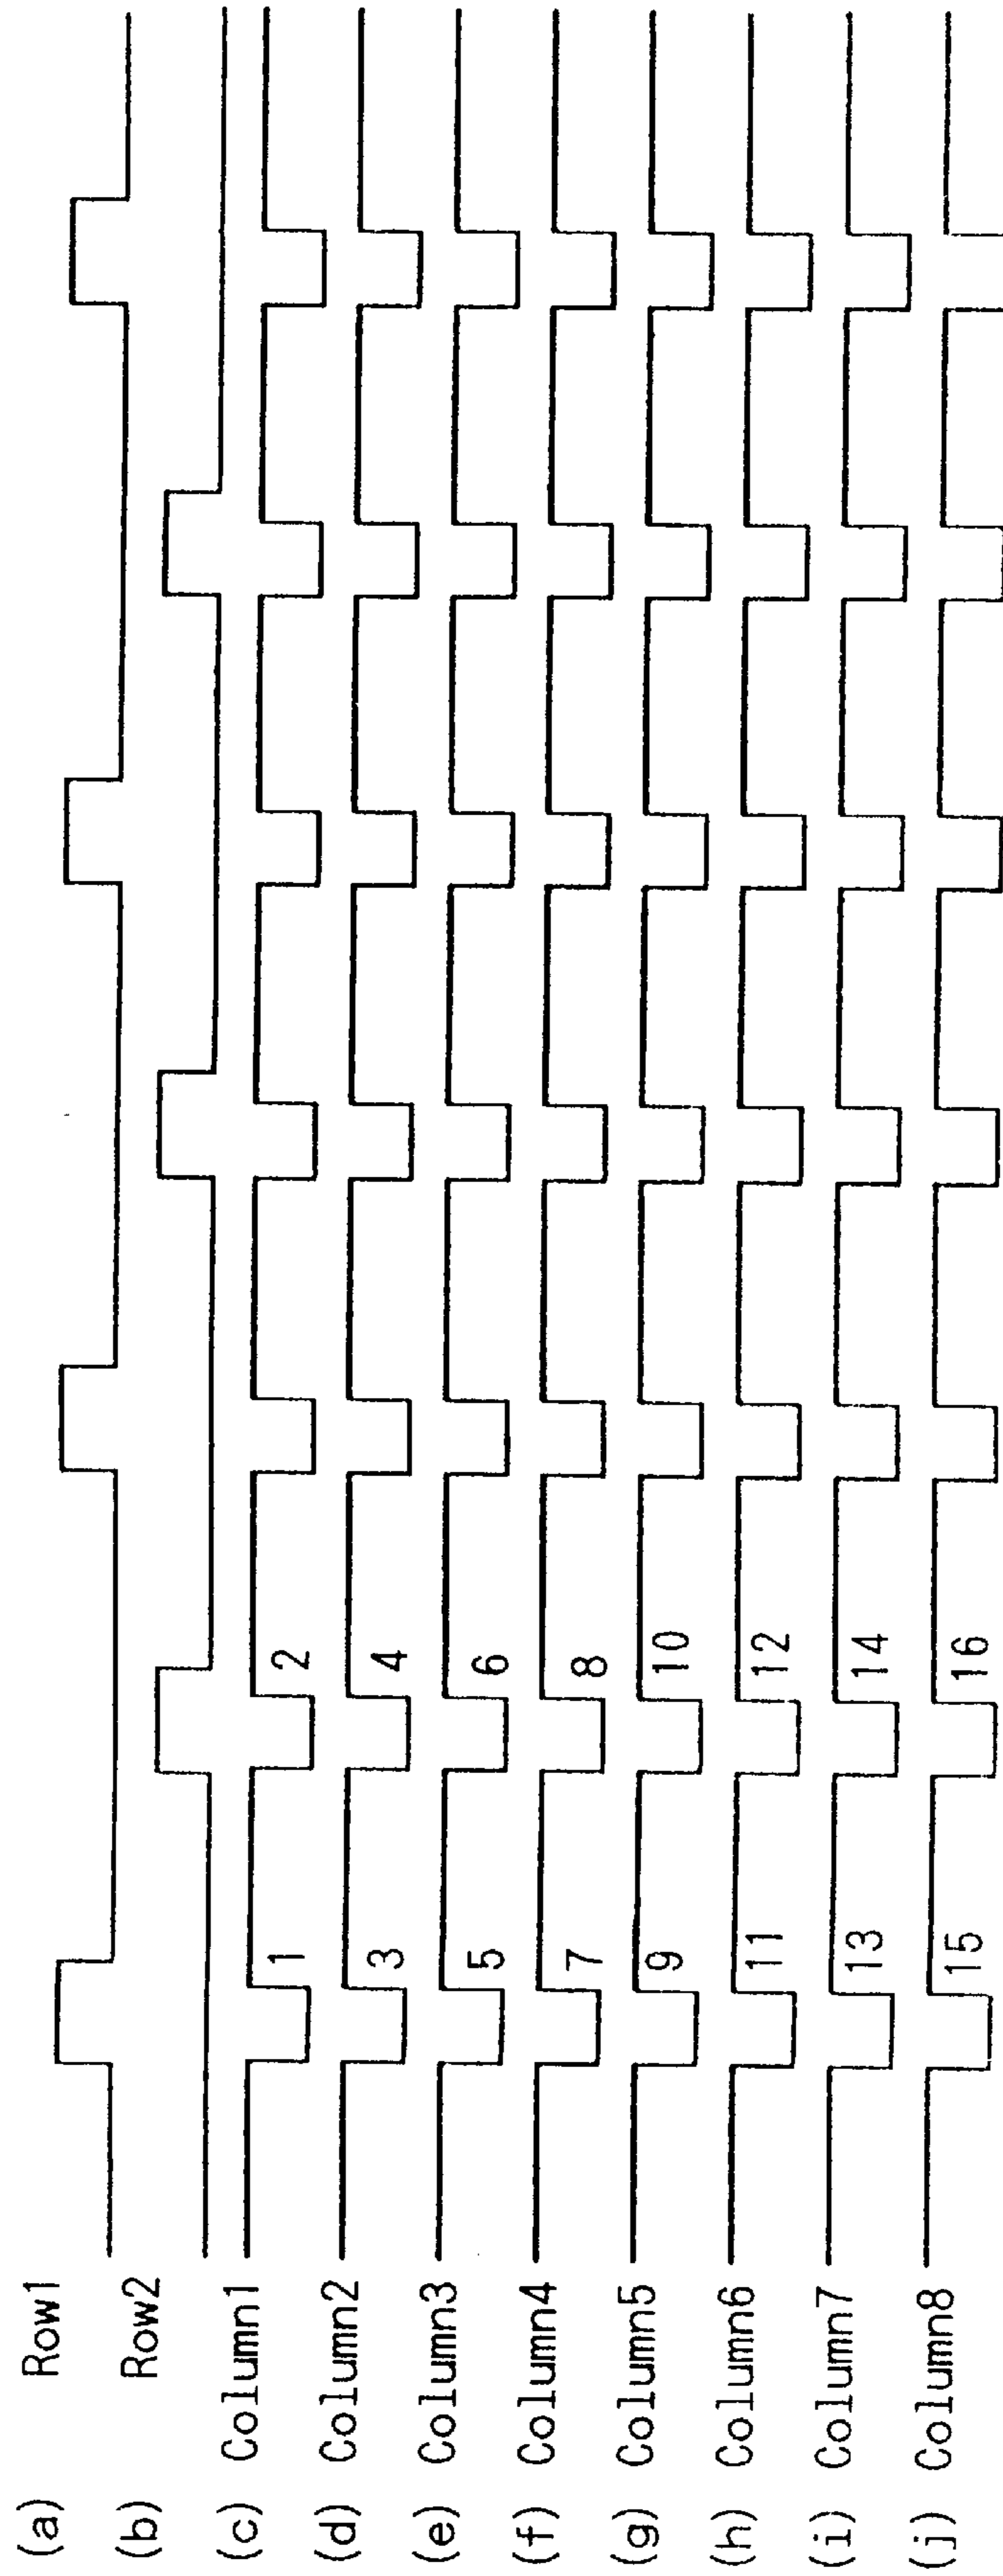 (a) Row1
(b) Row2
(c) Column1 1 2
(d) Column2 3 4
(e) Column3 5 6
(f) Column4 7 8
(g) Column5 9 10
(h) Column6 11 12
(i) Column7 13 14
(j) Column8 15 16